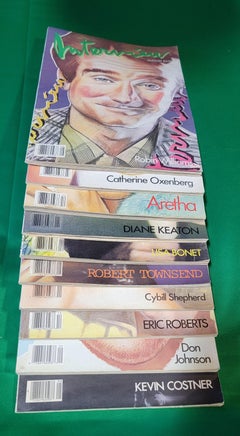 Interview
Robin Williams
Catherine Oxenberg
Aretha
DIANE KEATON
LISA BONET
ROBERT TOWNSEND
Cybill Shepherd
ERIC ROBERTS
Don
Johnson
KEVIN COSTNER